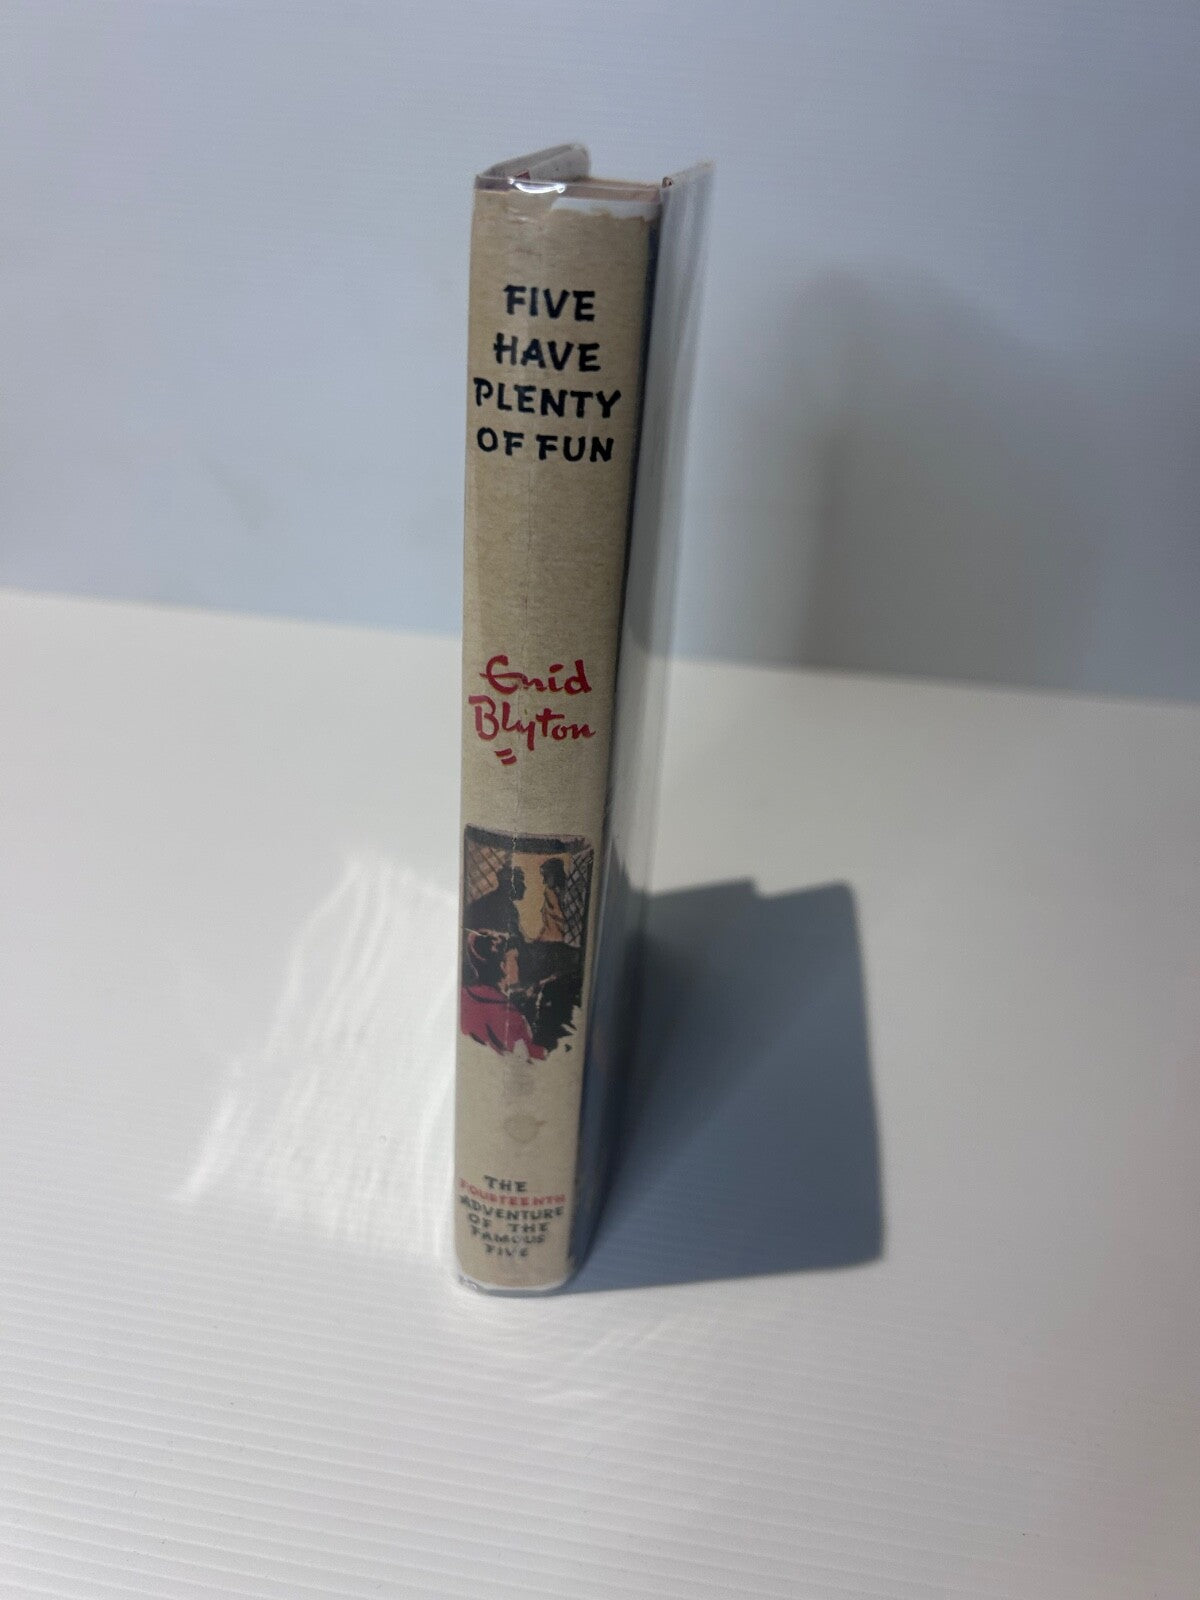 FIVE
HAVE
PLENTY
OF FUN
Enid
Blyton
THE
FOURTEENTH
ADVENTURE
OF THE
FAMOUS
FIVE